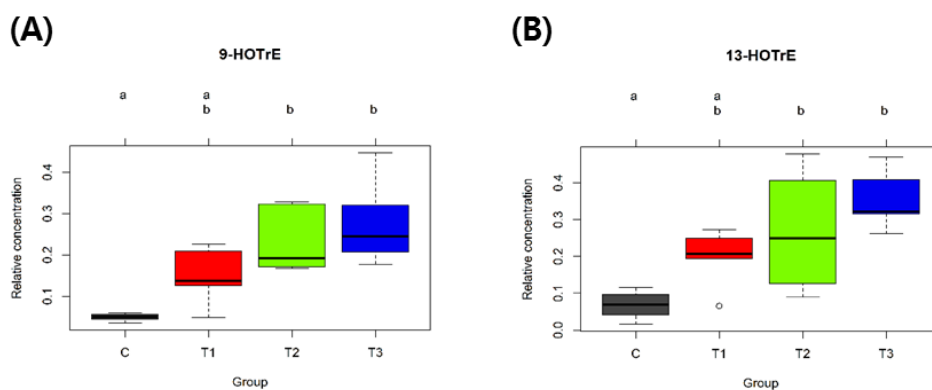 (A)
9-HOTrE
a a
b b b
Relative concentration
0.4
0.3
0.2
0.1
C T1 T2 T3
Group
(B)
13-HOTrE
a a
b b b
Relative concentration
0.4
0.3
0.2
0.1
0.0
C T1 T2 T3
Group